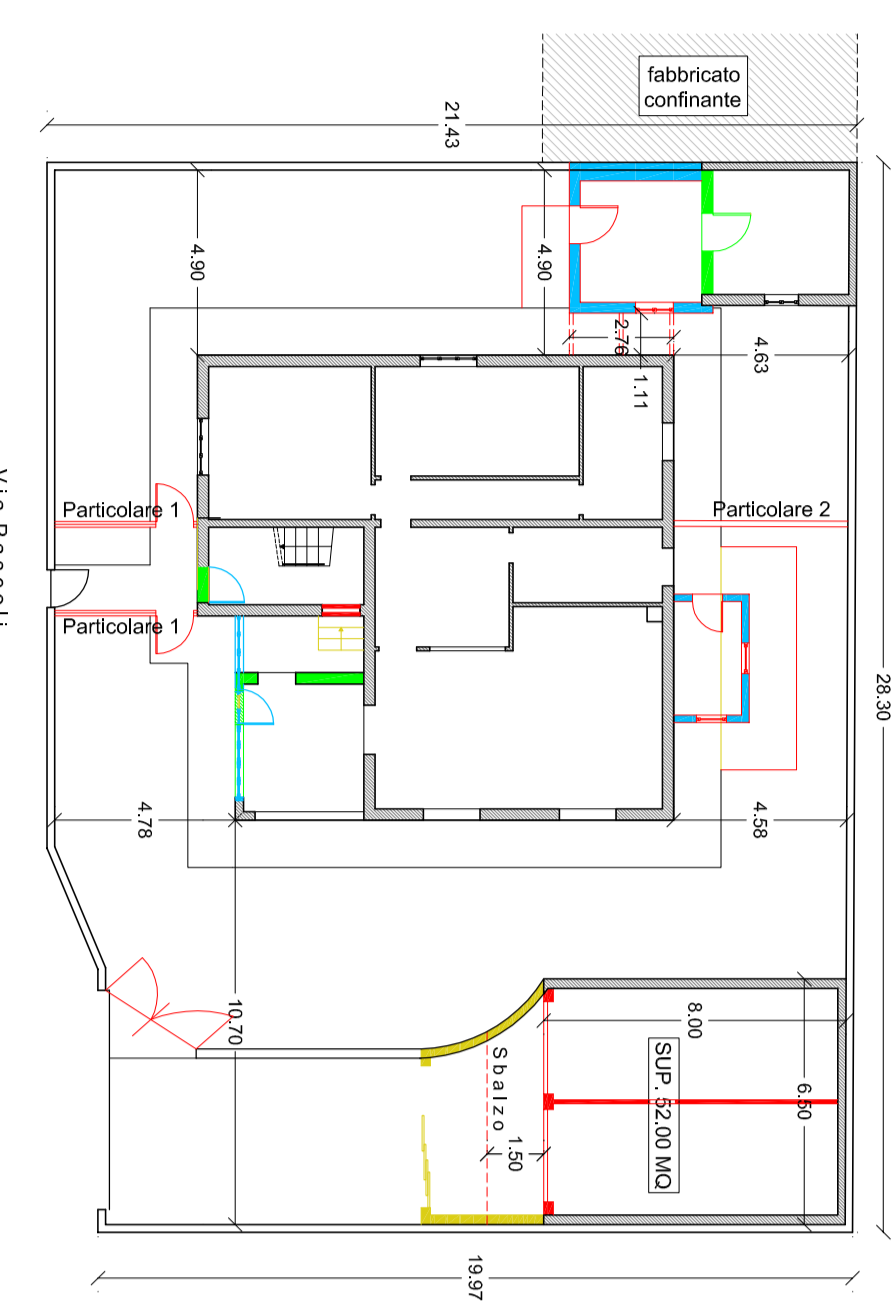 fabbricato
confinante
21.43
28.30
4.90
4.90
2.76
1.11
4.63
Particolare 1
Particolare 2
Particolare 1
4.78
4.58
10.70
8.00
6.50
SUP. 52.00 MQ
Sbalzo
1.50
19.97